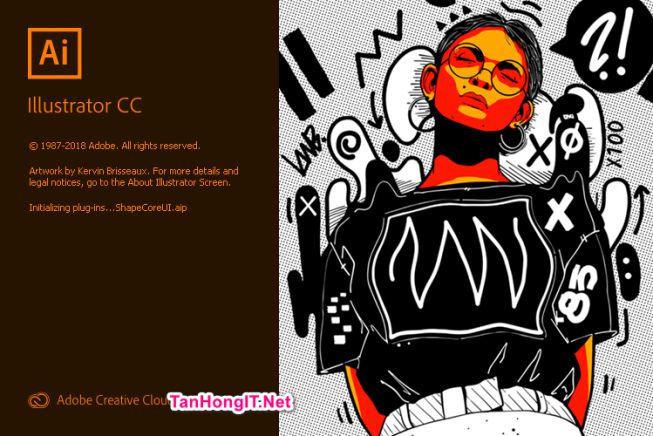 Ai
Illustrator CC
© 1987-2018 Adobe. All rights reserved.
Artwork by Kervin Brisseaux. For more details and
legal notices, go to the About Illustrator Screen.
Initializing plug-ins...ShapeCoreUI.aip
Adobe Creative Clou
TanHongIT.Net
?!
X
X100
X
X
'85